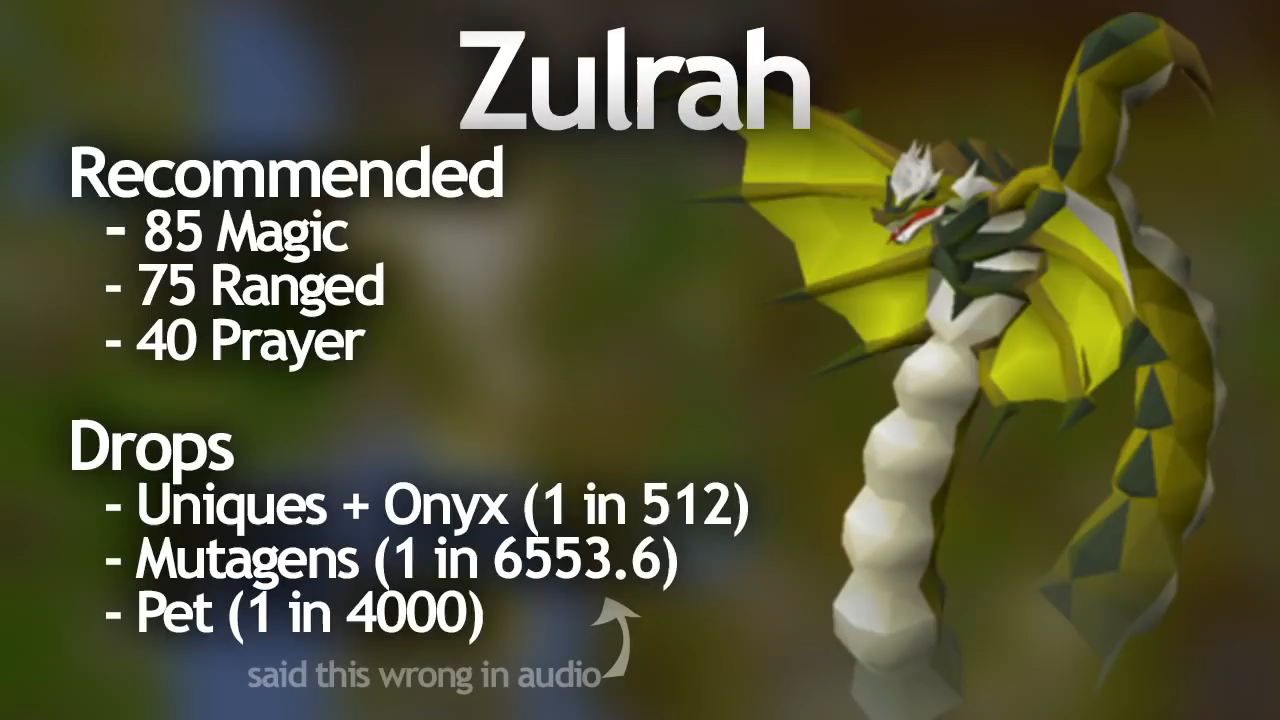 Zulrah
Recommended
- 85 Magic
- 75 Ranged
- 40 Prayer
Drops
- Uniques + Onyx (1 in 512)
- Mutagens (1 in 6553.6)
- Pet (1 in 4000)
said this wrong in audio